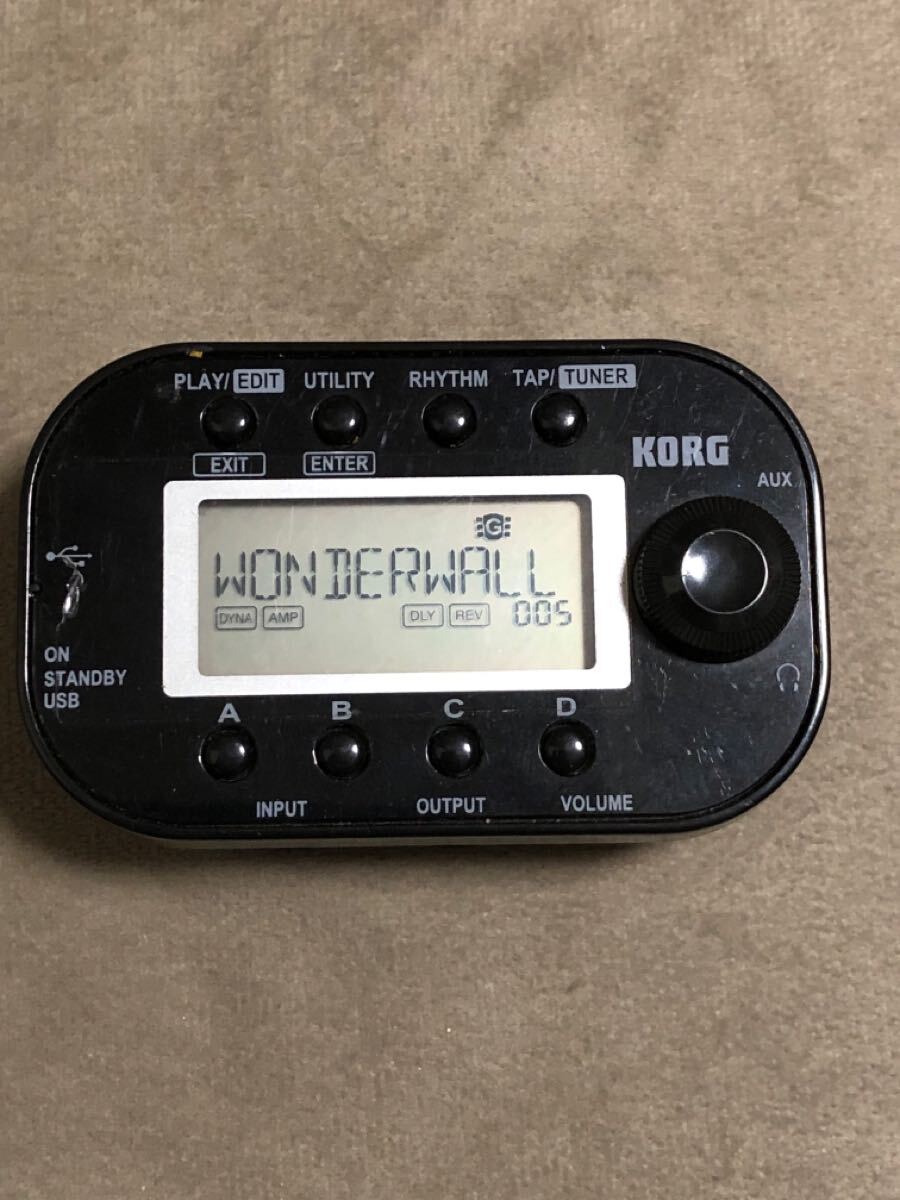 PLAY/EDIT UTILITY RHYTHM TAP/TUNER
EXIT ENTER
KORG
AUX
G
WONDERWALL
DYNA AMP DLY REV 005
ON
STANDBY
USB
A B C D
INPUT OUTPUT VOLUME